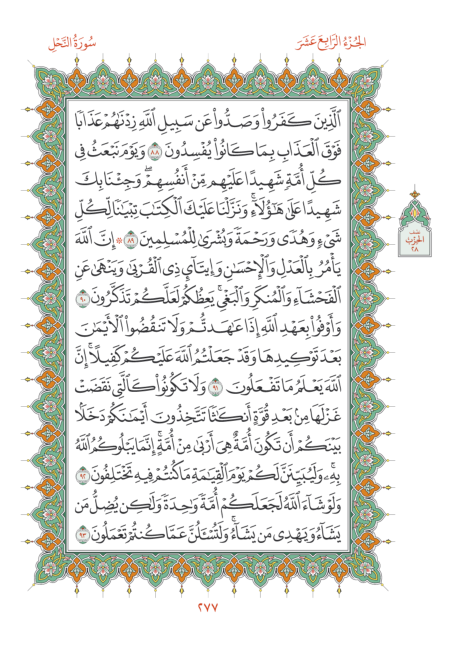 سُورَةُ النَّحْلِ
الجُزْءُ الرَّابِعَ عَشَرَ
ٱلَّذِينَ كَفَرُواْ وَصَدُّواْ عَن سَبِيلِ ٱللَّهِ زِدۡنَٰهُمۡ عَذَابٗا
فَوۡقَ ٱلۡعَذَابِ بِمَا كَانُواْ يُفۡسِدُونَ ٨٨ وَيَوۡمَ نَبۡعَثُ فِي
كُلِّ أُمَّةٖ شَهِيدًا عَلَيۡهِم مِّنۡ أَنفُسِهِمۡۖ وَجِئۡنَا بِكَ
شَهِيدًا عَلَىٰ هَٰٓؤُلَآءِۚ وَنَزَّلۡنَا عَلَيۡكَ ٱلۡكِتَٰبَ تِبۡيَٰنٗا لِّكُلِّ
شَيۡءٖ وَهُدٗى وَرَحۡمَةٗ وَبُشۡرَىٰ لِلۡمُسۡلِمِينَ ٨٩ ۞ إِنَّ ٱللَّهَ
يَأۡمُرُ بِٱلۡعَدۡلِ وَٱلۡإِحۡسَٰنِ وَإِيتَآيِٕ ذِي ٱلۡقُرۡبَىٰ وَيَنۡهَىٰ عَنِ
ٱلۡفَحۡشَآءِ وَٱلۡمُنكَرِ وَٱلۡبَغۡيِۚ يَعِظُكُمۡ لَعَلَّكُمۡ تَذَكَّرُونَ ٩٠
وَأَوۡفُواْ بِعَهۡدِ ٱللَّهِ إِذَا عَٰهَدتُّمۡ وَلَا تَنقُضُواْ ٱلۡأَيۡمَٰنَ
بَعۡدَ تَوۡكِيدِهَا وَقَدۡ جَعَلۡتُمُ ٱللَّهَ عَلَيۡكُمۡ كَفِيلًاۚ إِنَّ
ٱللَّهَ يَعۡلَمُ مَا تَفۡعَلُونَ ٩١ وَلَا تَكُونُواْ كَٱلَّتِي نَقَضَتۡ
غَزۡلَهَا مِنۢ بَعۡدِ قُوَّةٍ أَنكَٰثٗا تَتَّخِذُونَ أَيۡمَٰنَكُمۡ دَخَلَۢا
بَيۡنَكُمۡ أَن تَكُونَ أُمَّةٌ هِيَ أَرۡبَىٰ مِنۡ أُمَّةٍۚ إِنَّمَا يَبۡلُوكُمُ ٱللَّهُ
بِهِۦۚ وَلَيُبَيِّنَنَّ لَكُمۡ يَوۡمَ ٱلۡقِيَٰمَةِ مَا كُنتُمۡ فِيهِ تَخۡتَلِفُونَ ٩٢
وَلَوۡ شَآءَ ٱللَّهُ لَجَعَلَكُمۡ أُمَّةٗ وَٰحِدَةٗ وَلَٰكِن يُضِلُّ مَن
يَشَآءُ وَيَهۡدِي مَن يَشَآءُۚ وَلَتُسۡـَٔلُنَّ عَمَّا كُنتُمۡ تَعۡمَلُونَ ٩٣
نصف
الحزب
٢٨
٢٧٧